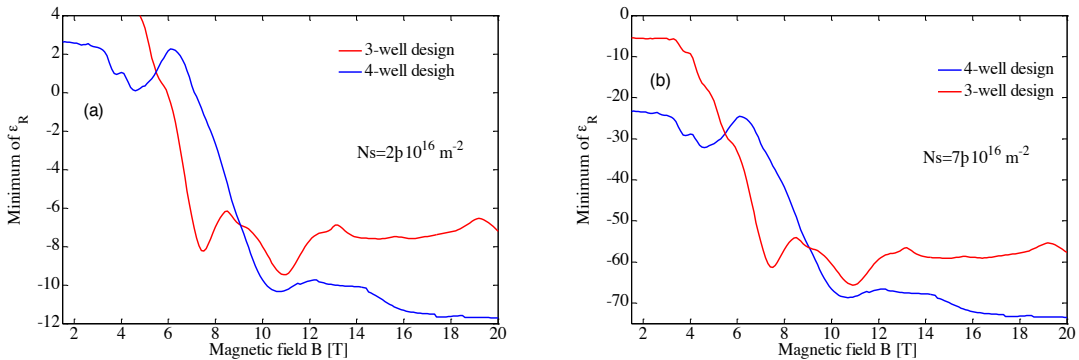 4
2
0
-2
-4
-6
-8
-10
-12
Minimum of εR
(a)
3-well design
4-well desigh
Ns=2þ10^16 m^-2
2 4 6 8 10 12 14 16 18 20
Magnetic field B [T]
0
-10
-20
-30
-40
-50
-60
-70
Minimum of εR
(b)
4-well design
3-well design
Ns=7þ10^16 m^-2
2 4 6 8 10 12 14 16 18 20
Magnetic field B [T]